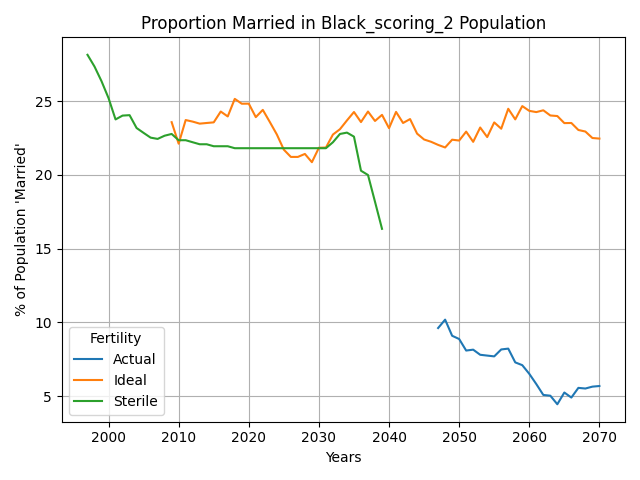 Proportion Married in Black_scoring_2 Population
% of Population 'Married'
25
20
15
10
5
Fertility
Actual
Ideal
Sterile
2000 2010 2020 2030 2040 2050 2060 2070
Years